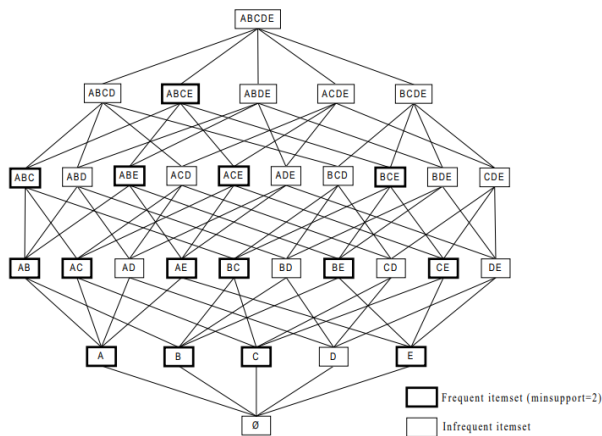 ABCDE
ABCD ABCE ABDE ACDE BCDE
ABC ABD ABE ACD ACE ADE BCD BCE BDE CDE
AB AC AD AE BC BD BE CD CE DE
A B C D E
Frequent itemset (minsupport=2)
Ø
Infrequent itemset